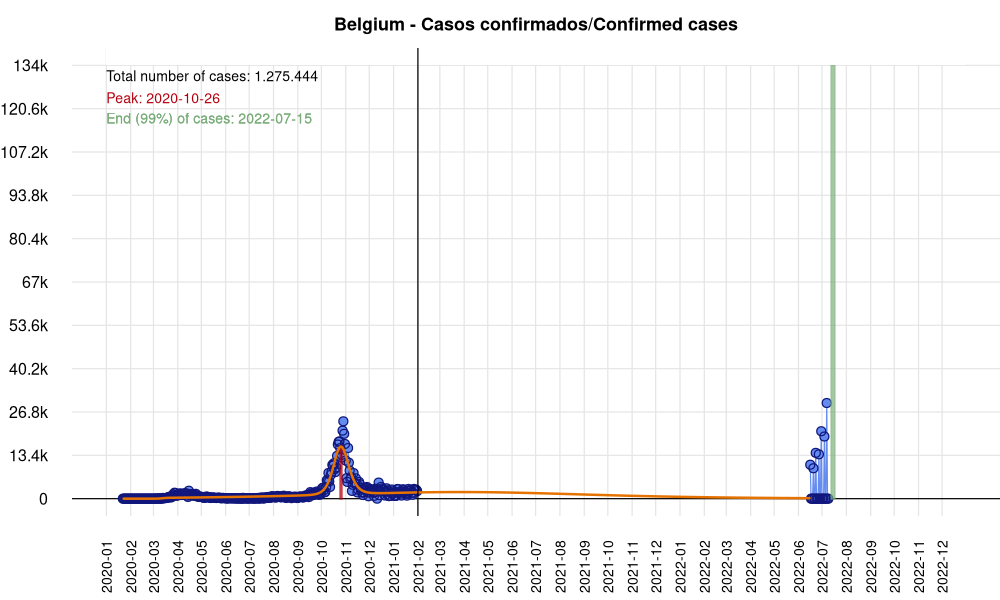 Belgium - Casos confirmados/Confirmed cases
134k
Total number of cases: 1.275.444
Peak: 2020-10-26
End (99%) of cases: 2022-07-15
120.6k
107.2k
93.8k
80.4k
67k
53.6k
40.2k
26.8k
13.4k
0
2020-01
2020-02
2020-03
2020-04
2020-05
2020-06
2020-07
2020-08
2020-09
2020-10
2020-11
2020-12
2021-01
2021-02
2021-03
2021-04
2021-05
2021-06
2021-07
2021-08
2021-09
2021-10
2021-11
2021-12
2022-01
2022-02
2022-03
2022-04
2022-05
2022-06
2022-07
2022-08
2022-09
2022-10
2022-11
2022-12